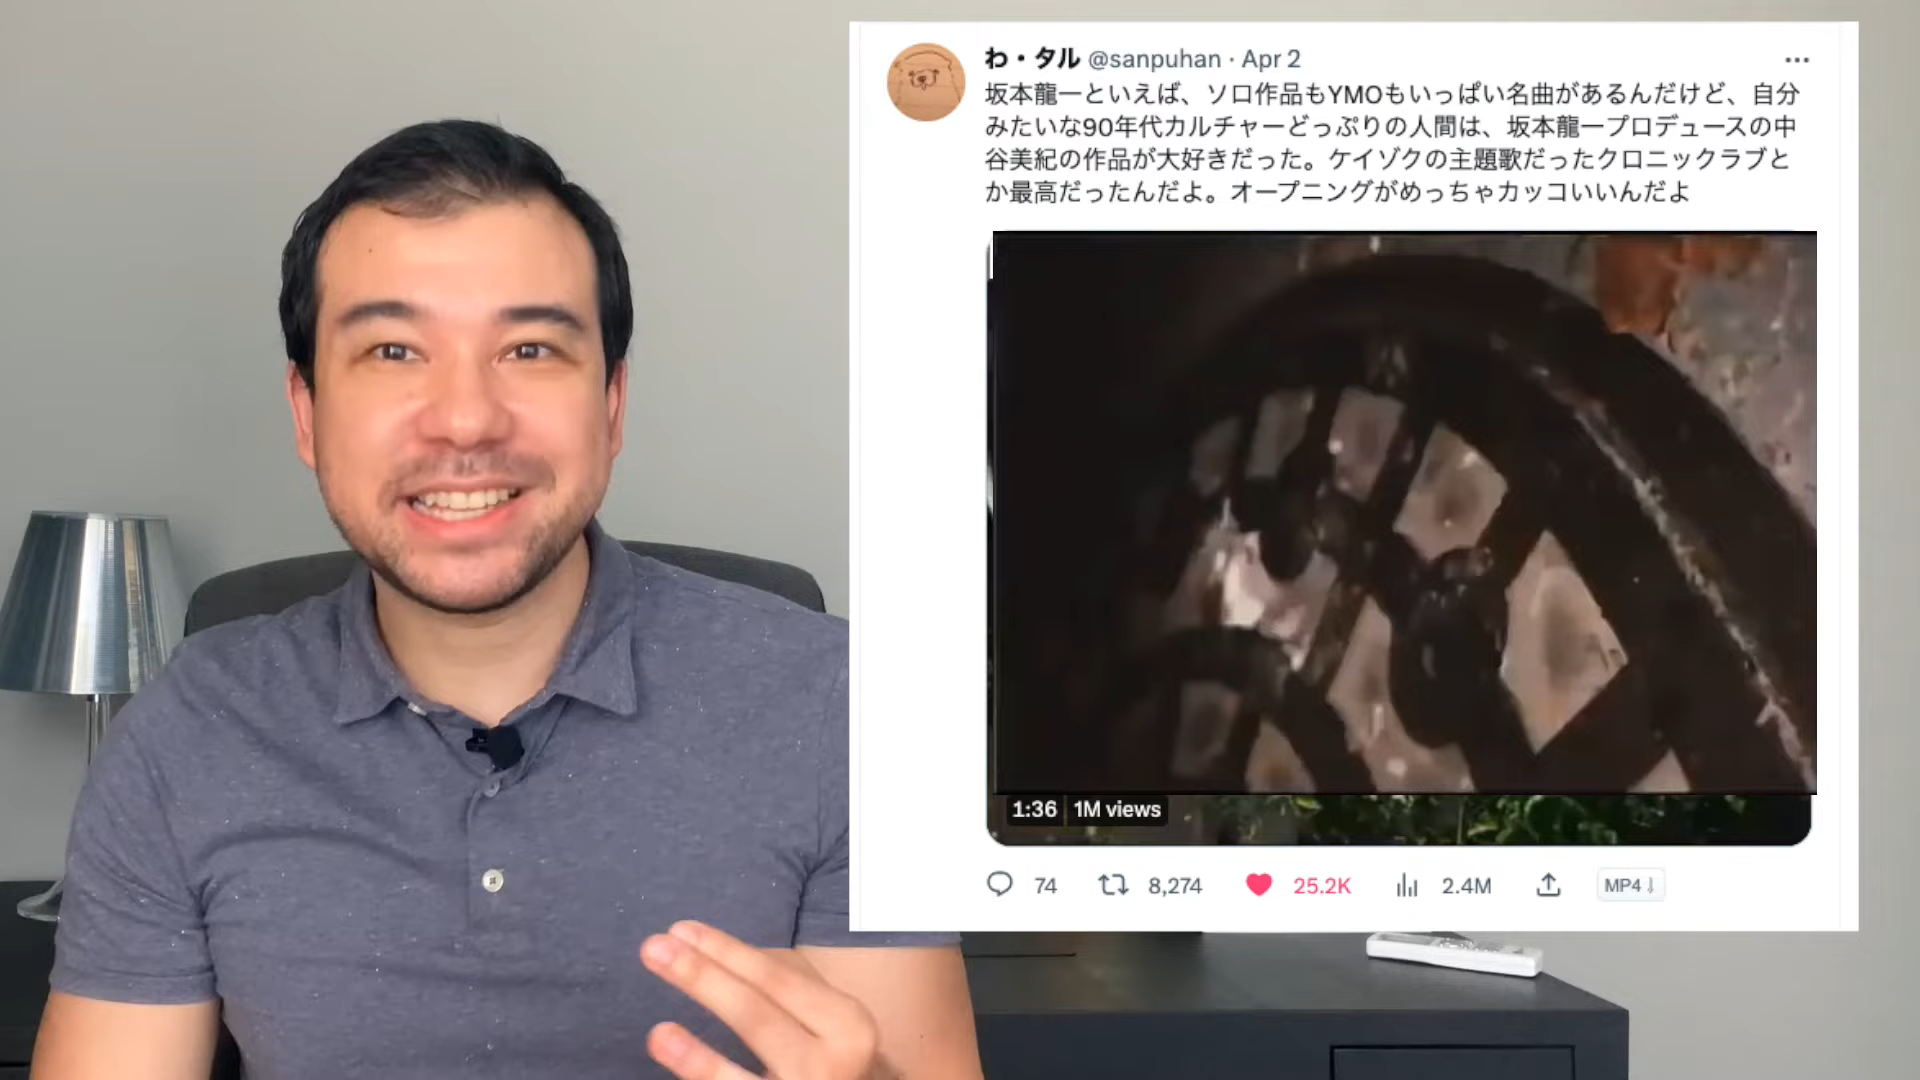 わ・タル @sanpuhan · Apr 2
坂本龍一といえば、ソロ作品もYMOもいっぱい名曲があるんだけど、自分
みたいな90年代カルチャーどっぷりの人間は、坂本龍一プロデュースの中
谷美紀の作品が大好きだった。ケイゾクの主題歌だったクロニックラブと
か最高だったんだよ。オープニングがめっちゃカッコいいんだよ
1:36 1M views
74 8,274 25.2K 2.4M MP4